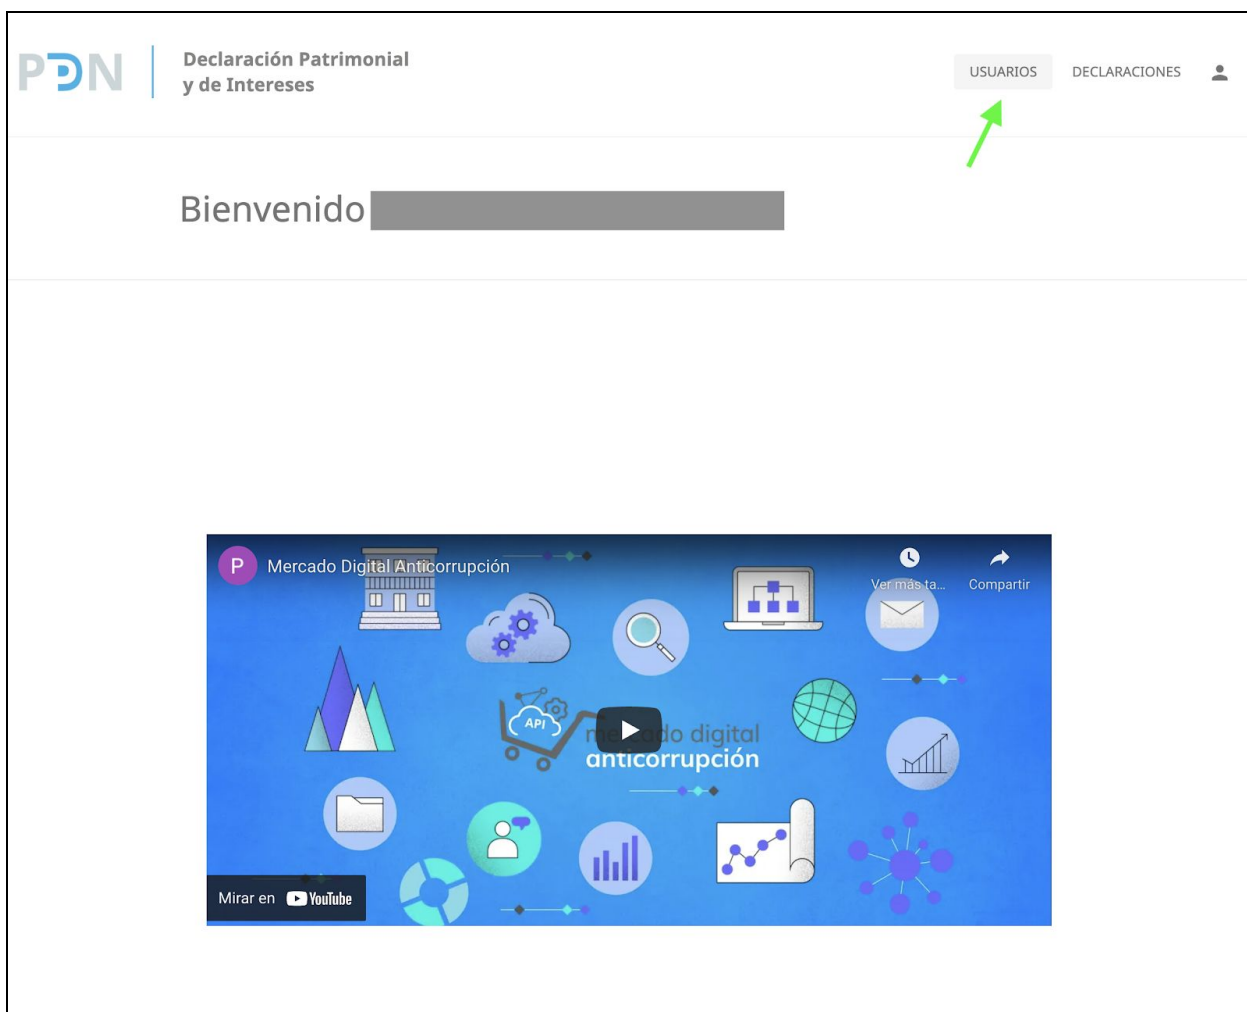 PDN
Declaración Patrimonial
y de Intereses
USUARIOS
DECLARACIONES
Bienvenido
P
Mercado Digital Anticorrupción
Ver más ta...
Compartir
API
mercado digital
anticorrupción
Mirar en YouTube